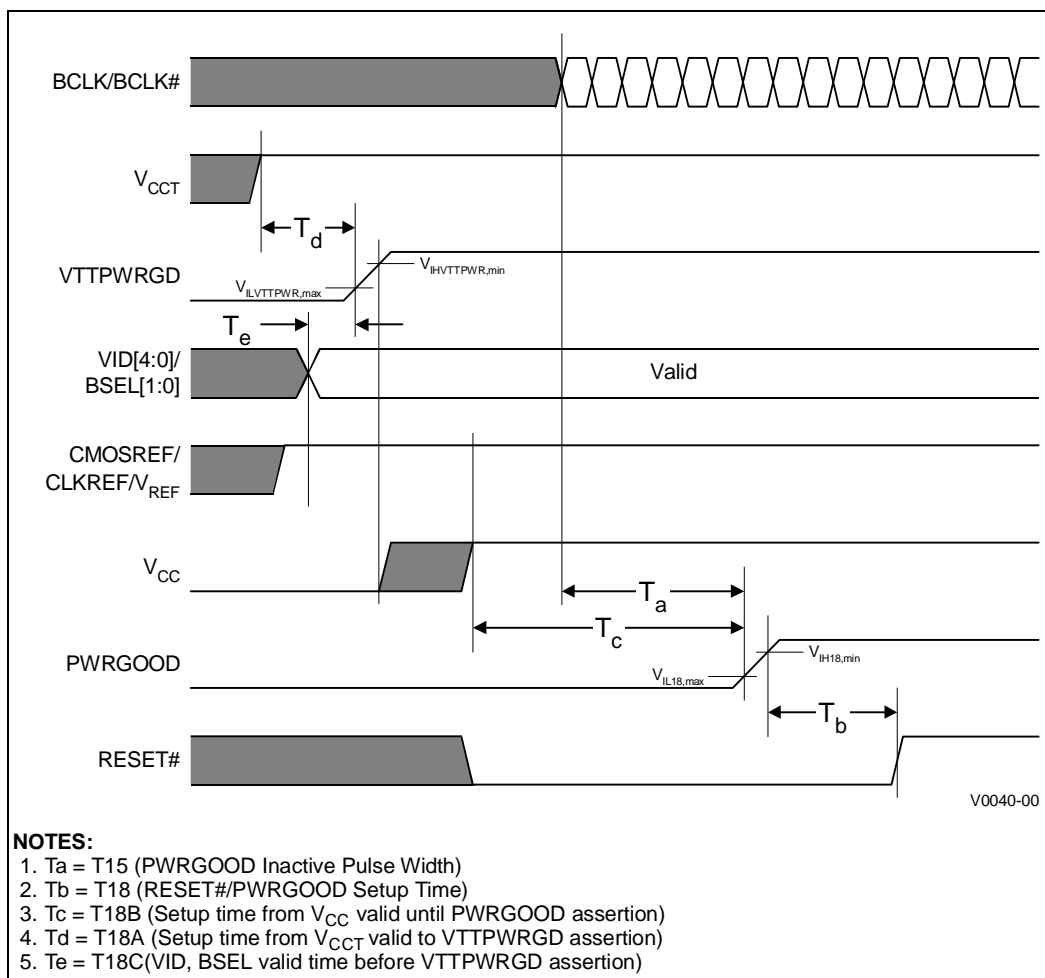 BCLK/BCLK#
VCCT
Td
VTTPWRGD
VIHVTTPWR,min
VILVTTPWR,max
Te
VID[4:0]/
BSEL[1:0]
Valid
CMOSREF/
CLKREF/VREF
VCC
Ta
Tc
PWRGOOD
VIH18,min
VIL18,max
Tb
RESET#
V0040-00
NOTES:
1. Ta = T15 (PWRGOOD Inactive Pulse Width)
2. Tb = T18 (RESET#/PWRGOOD Setup Time)
3. Tc = T18B (Setup time from VCC valid until PWRGOOD assertion)
4. Td = T18A (Setup time from VCCT valid to VTTPWRGD assertion)
5. Te = T18C(VID, BSEL valid time before VTTPWRGD assertion)